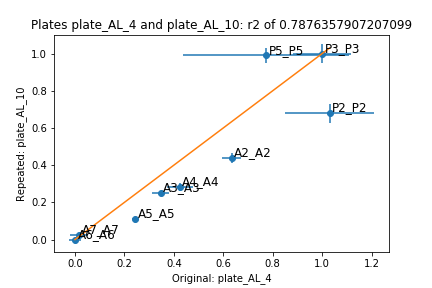 Plates plate_AL_4 and plate_AL_10: r2 of 0.7876357907207099
Repeated: plate_AL_10
1.0
0.8
0.6
0.4
0.2
0.0
P5_P5
P3_P3
P2_P2
A2_A2
A4_A4
A3_A3
A5_A5
A7_A7
A6_A6
0.0 0.2 0.4 0.6 0.8 1.0 1.2
Original: plate_AL_4